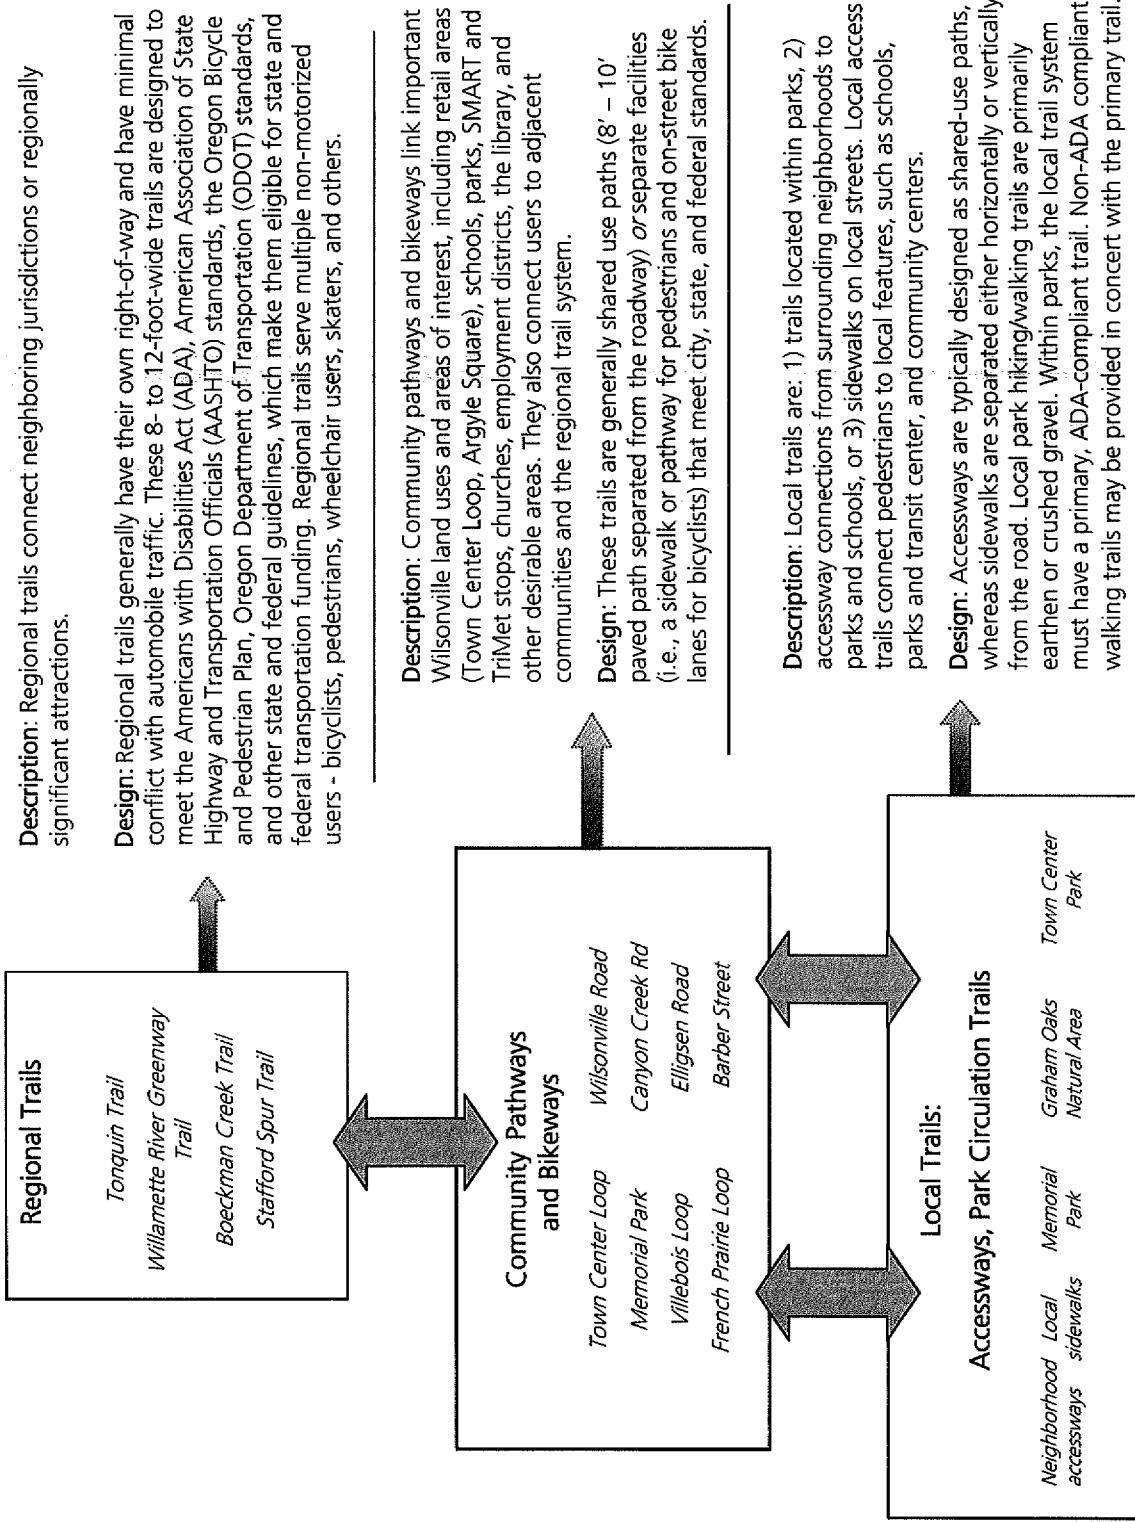 Regional Trails
Tonquin Trail
Willamette River Greenway
Trail
Boeckman Creek Trail
Stafford Spur Trail
Description: Regional trails connect neighboring jurisdictions or regionally
significant attractions.
Design: Regional trails generally have their own right-of-way and have minimal
conflict with automobile traffic. These 8- to 12-foot-wide trails are designed to
meet the Americans with Disabilities Act (ADA), American Association of State
Highway and Transportation Officials (AASHTO) standards, the Oregon Bicycle
and Pedestrian Plan, Oregon Department of Transportation (ODOT) standards,
and other state and federal guidelines, which make them eligible for state and
federal transportation funding. Regional trails serve multiple non-motorized
users - bicyclists, pedestrians, wheelchair users, skaters, and others.
Community Pathways
and Bikeways
Town Center Loop
Memorial Park
Villebois Loop
French Prairie Loop
Wilsonville Road
Canyon Creek Rd
Elligsen Road
Barber Street
Description: Community pathways and bikeways link important
Wilsonville land uses and areas of interest, including retail areas
(Town Center Loop, Argyle Square), schools, parks, SMART and
TriMet stops, churches, employment districts, the library, and
other desirable areas. They also connect users to adjacent
communities and the regional trail system.
Design: These trails are generally shared use paths (8’ – 10’
paved path separated from the roadway) or separate facilities
(i.e., a sidewalk or pathway for pedestrians and on-street bike
lanes for bicyclists) that meet city, state, and federal standards.
Local Trails:
Accessways, Park Circulation Trails
Neighborhood
accessways
Local
sidewalks
Memorial
Park
Graham Oaks
Natural Area
Town Center
Park
Description: Local trails are: 1) trails located within parks, 2)
accessway connections from surrounding neighborhoods to
parks and schools, or 3) sidewalks on local streets. Local access
trails connect pedestrians to local features, such as schools,
parks and transit center, and community centers.
Design: Accessways are typically designed as shared-use paths,
whereas sidewalks are separated either horizontally or vertically
from the road. Local park hiking/walking trails are primarily
earthen or crushed gravel. Within parks, the local trail system
must have a primary, ADA-compliant trail. Non-ADA compliant
walking trails may be provided in concert with the primary trail.